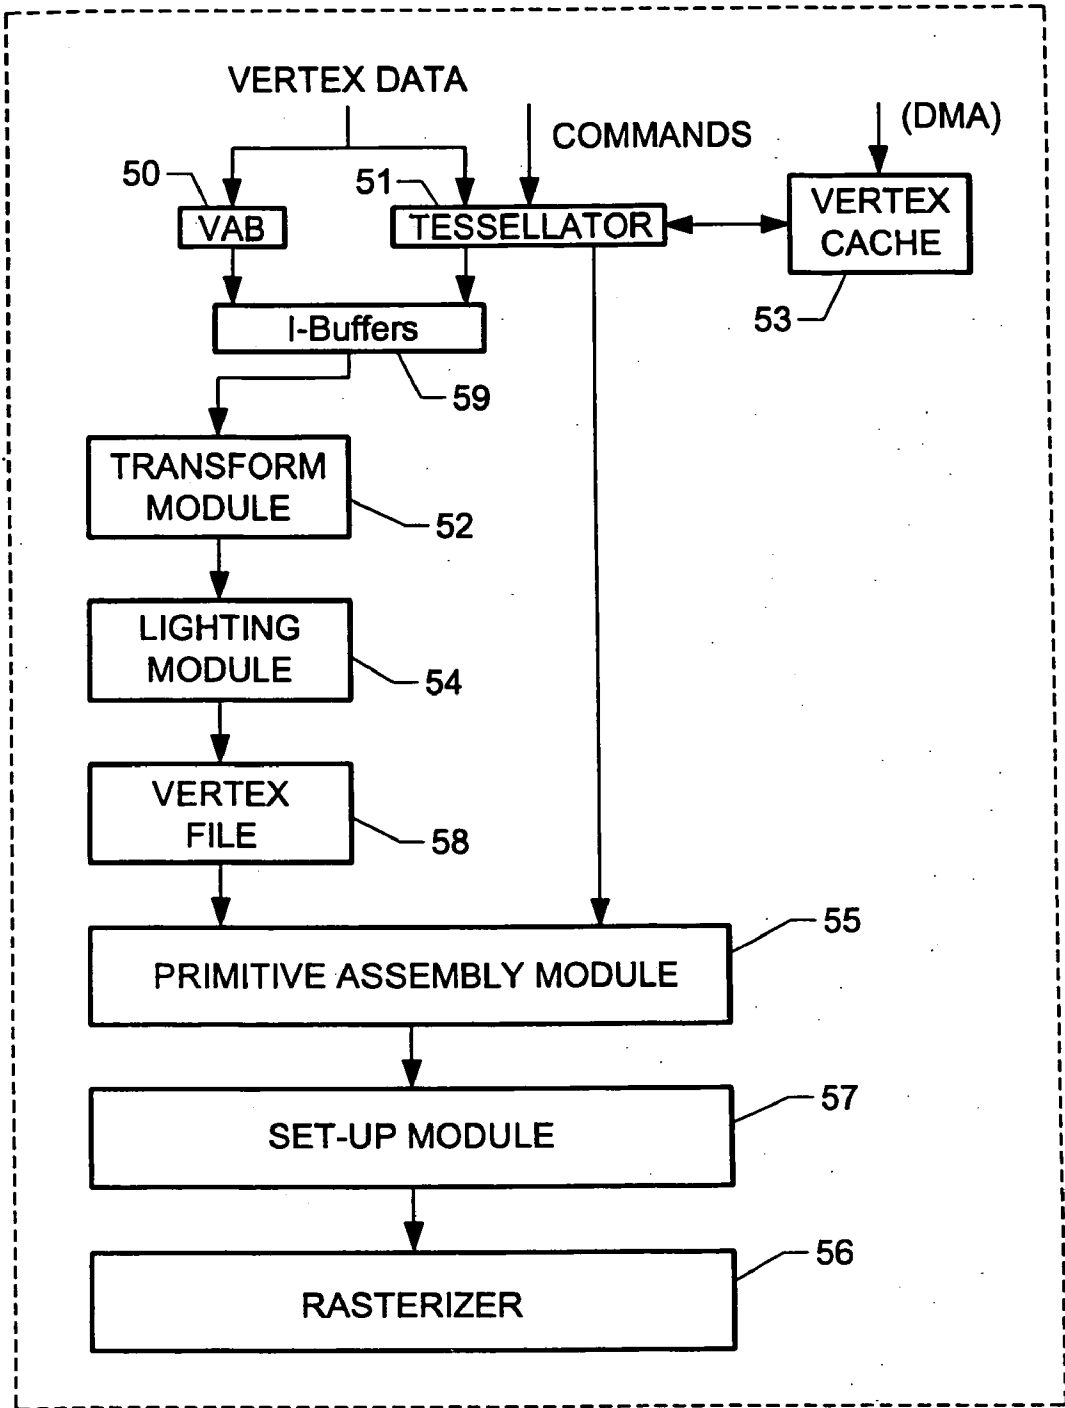 VERTEX DATA
COMMANDS
(DMA)
50
51
VAB
TESSELLATOR
VERTEX
CACHE
53
I-Buffers
59
TRANSFORM
MODULE
52
LIGHTING
MODULE
54
VERTEX
FILE
58
55
PRIMITIVE ASSEMBLY MODULE
57
SET-UP MODULE
56
RASTERIZER